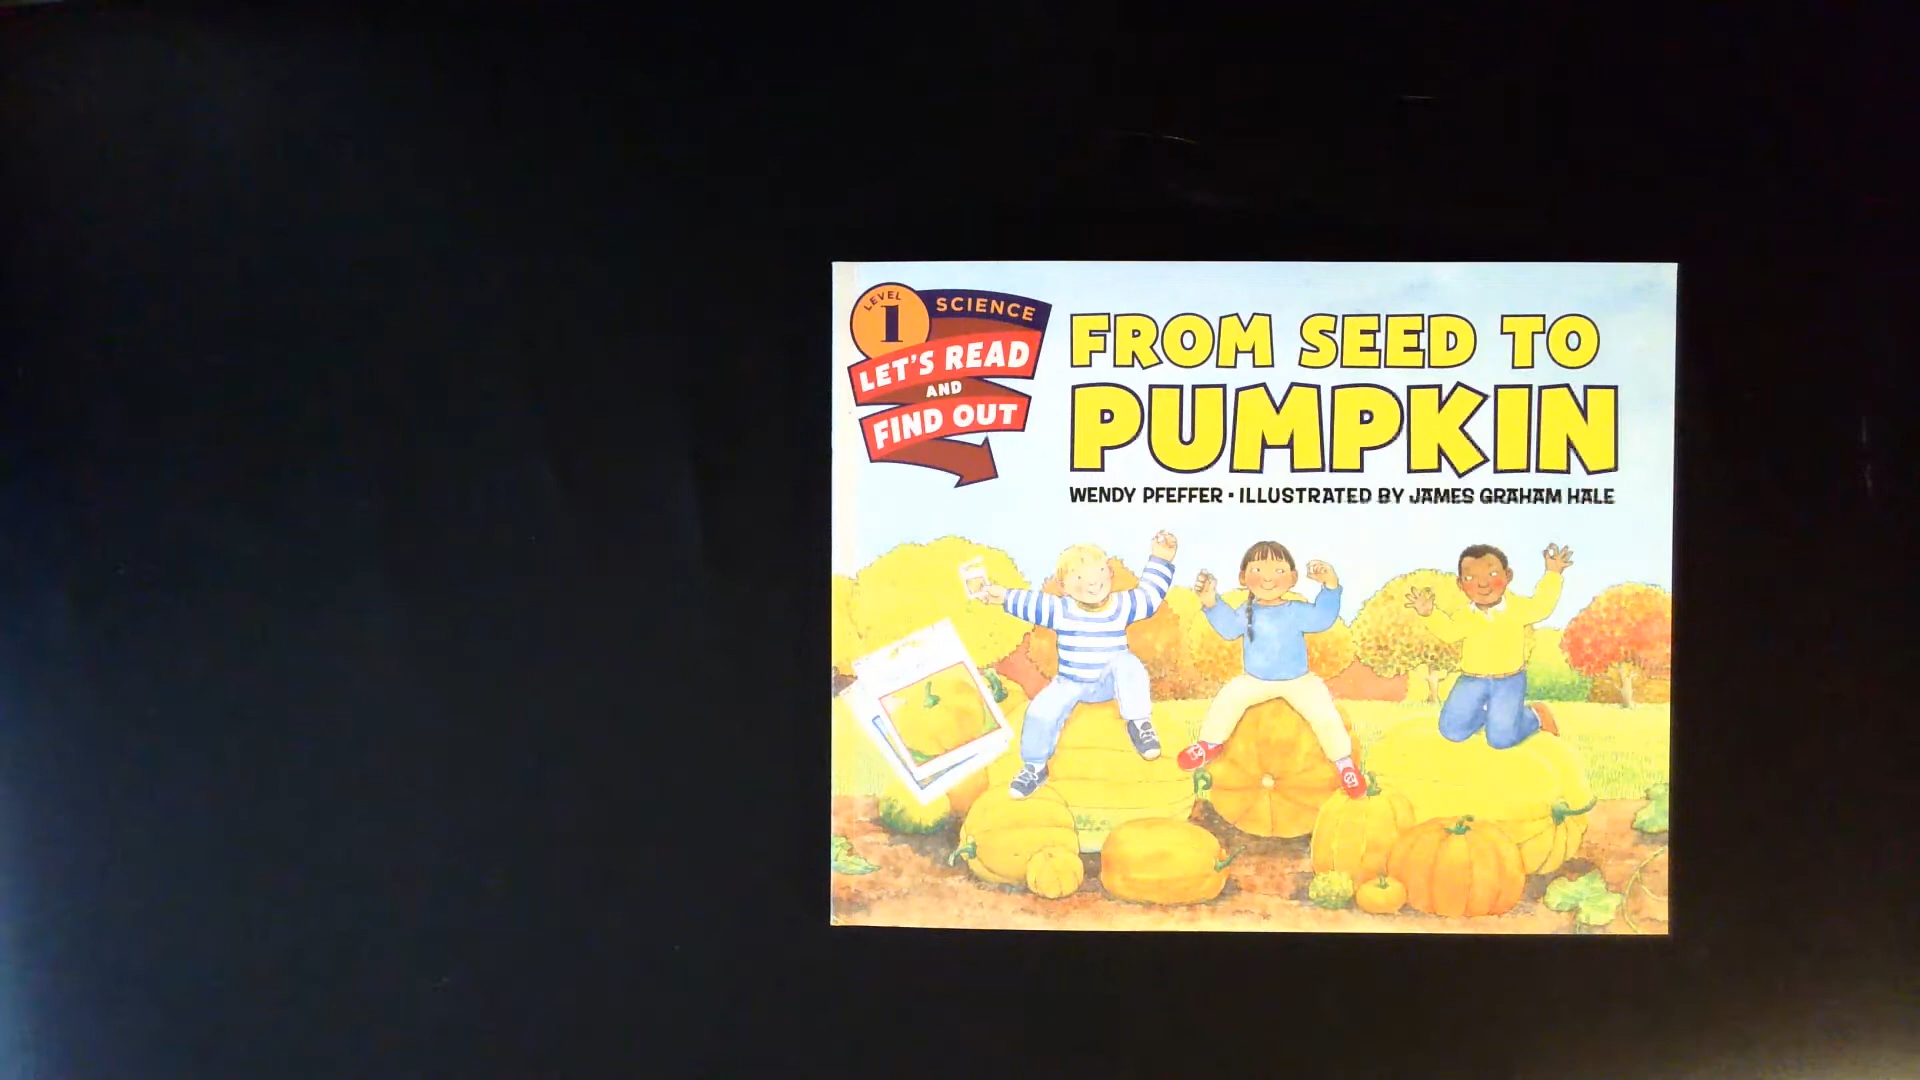 LEVEL
1
SCIENCE
LET'S READ
AND
FIND OUT
FROM SEED TO
PUMPKIN
WENDY PFEFFER • ILLUSTRATED BY JAMES GRAHAM HALE